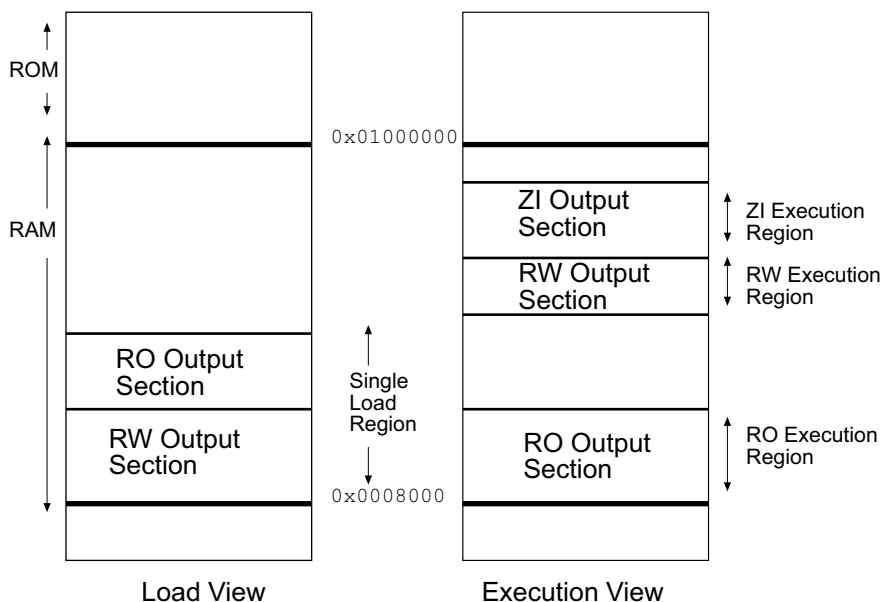 ROM
RAM
RO Output
Section
RW Output
Section
Load View
0x01000000
Single
Load
Region
0x0008000
ZI Output
Section
RW Output
Section
RO Output
Section
Execution View
ZI Execution
Region
RW Execution
Region
RO Execution
Region